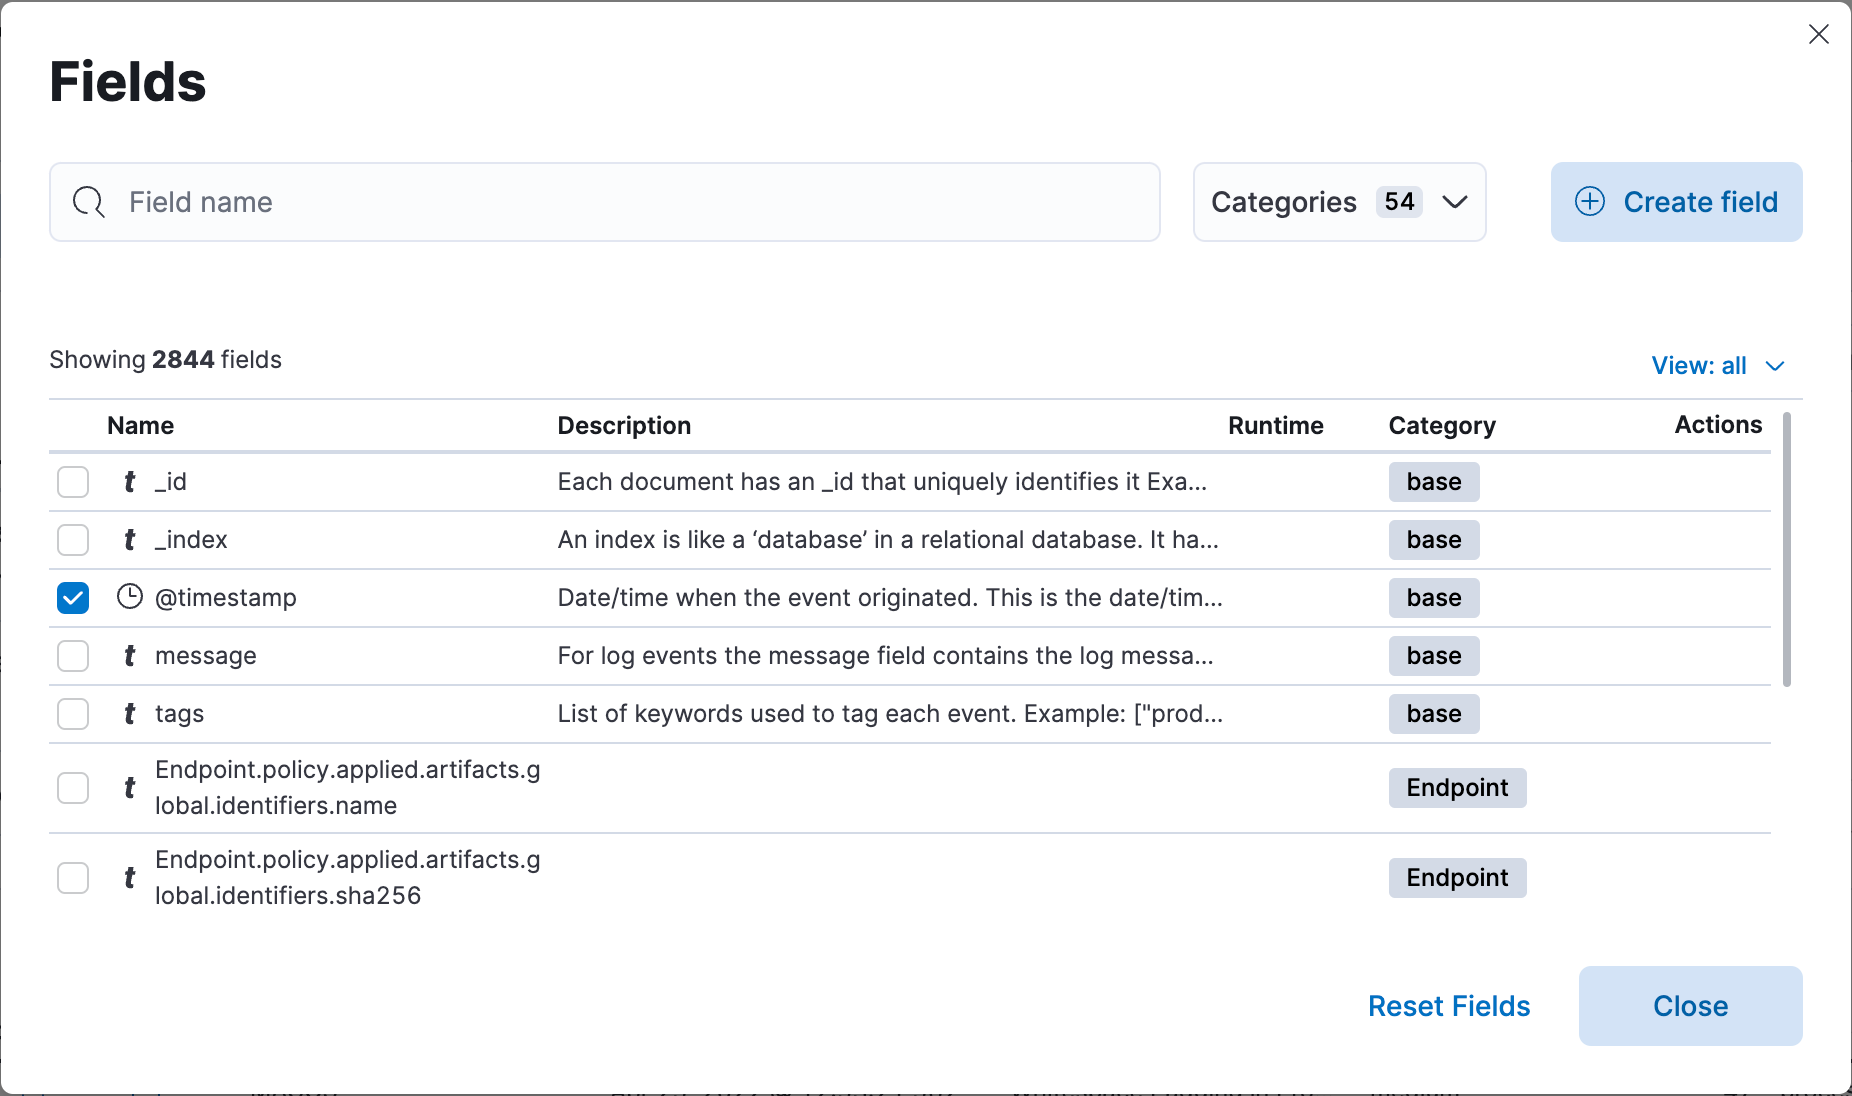 Fields
Field name
Categories 54
Create field
Showing 2844 fields
View: all
Name Description Runtime Category Actions
t _id Each document has an _id that uniquely identifies it Exa... base
t _index An index is like a ‘database’ in a relational database. It ha... base
@timestamp Date/time when the event originated. This is the date/tim... base
t message For log events the message field contains the log messa... base
t tags List of keywords used to tag each event. Example: ["prod... base
t Endpoint.policy.applied.artifacts.g
lobal.identifiers.name Endpoint
t Endpoint.policy.applied.artifacts.g
lobal.identifiers.sha256 Endpoint
Reset Fields Close